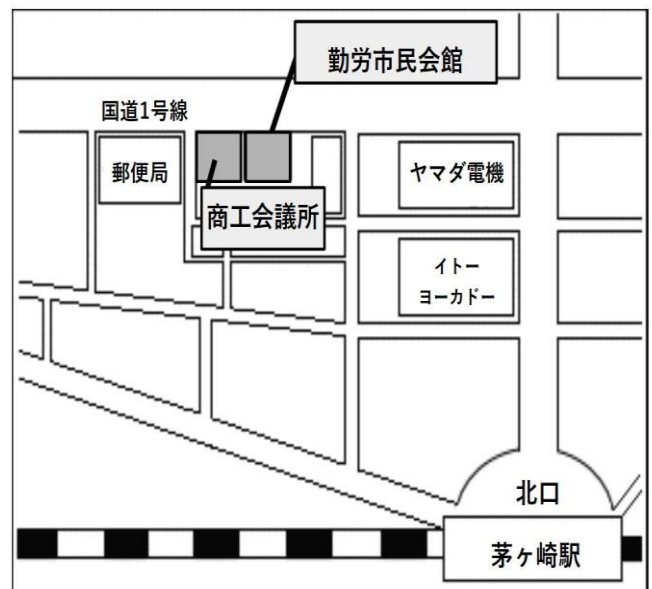 勤労市民会館
国道1号線
郵便局
ヤマダ電機
商工会議所
イトー
ヨーカドー
北口
茅ヶ崎駅